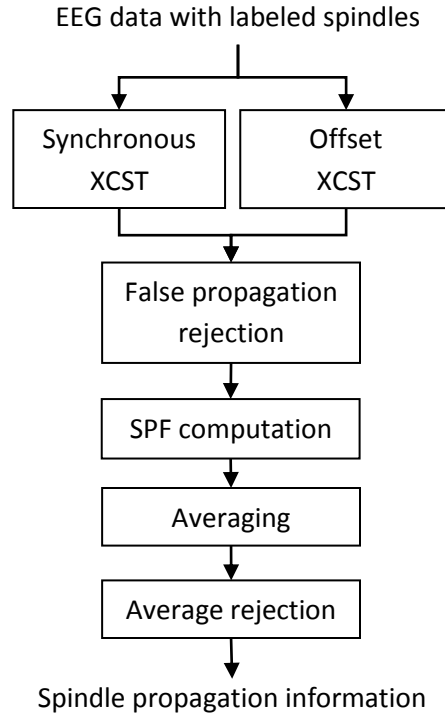 EEG data with labeled spindles
Synchronous
XCST
Offset
XCST
False propagation
rejection
SPF computation
Averaging
Average rejection
Spindle propagation information